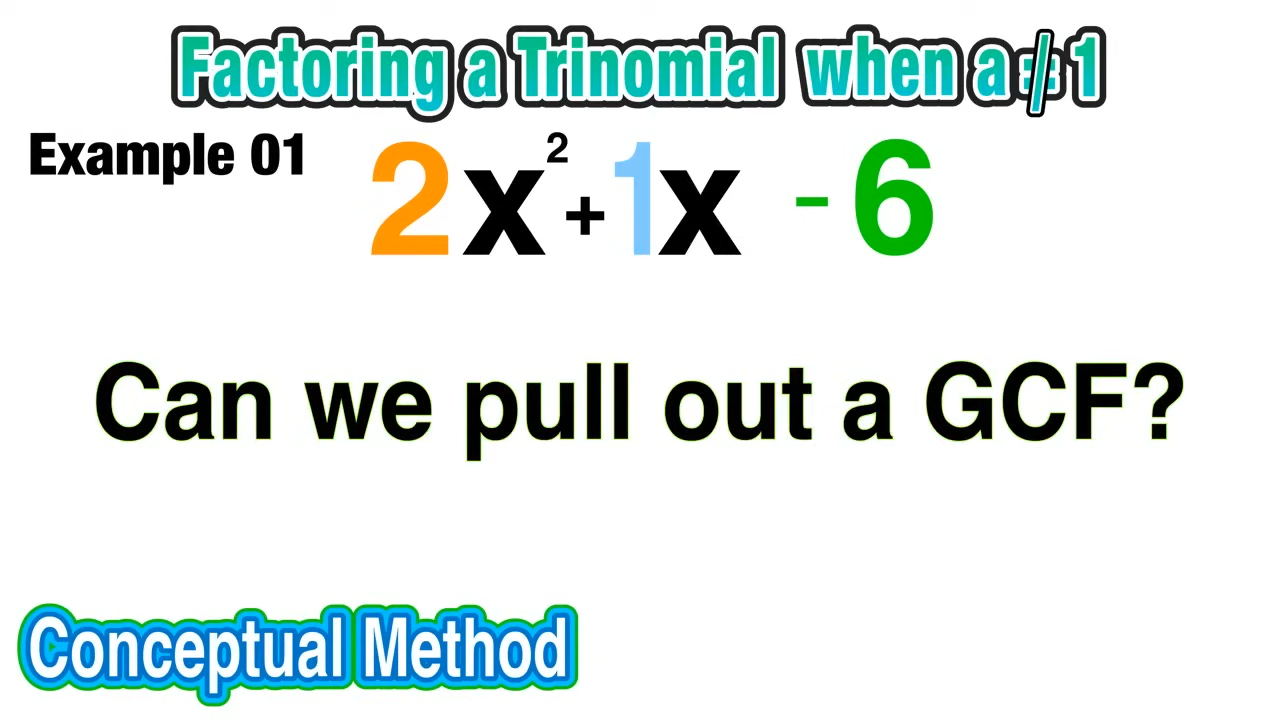 Factoring a Trinomial when a ≠ 1
Example 01
2x² + 1x - 6
Can we pull out a GCF?
Conceptual Method